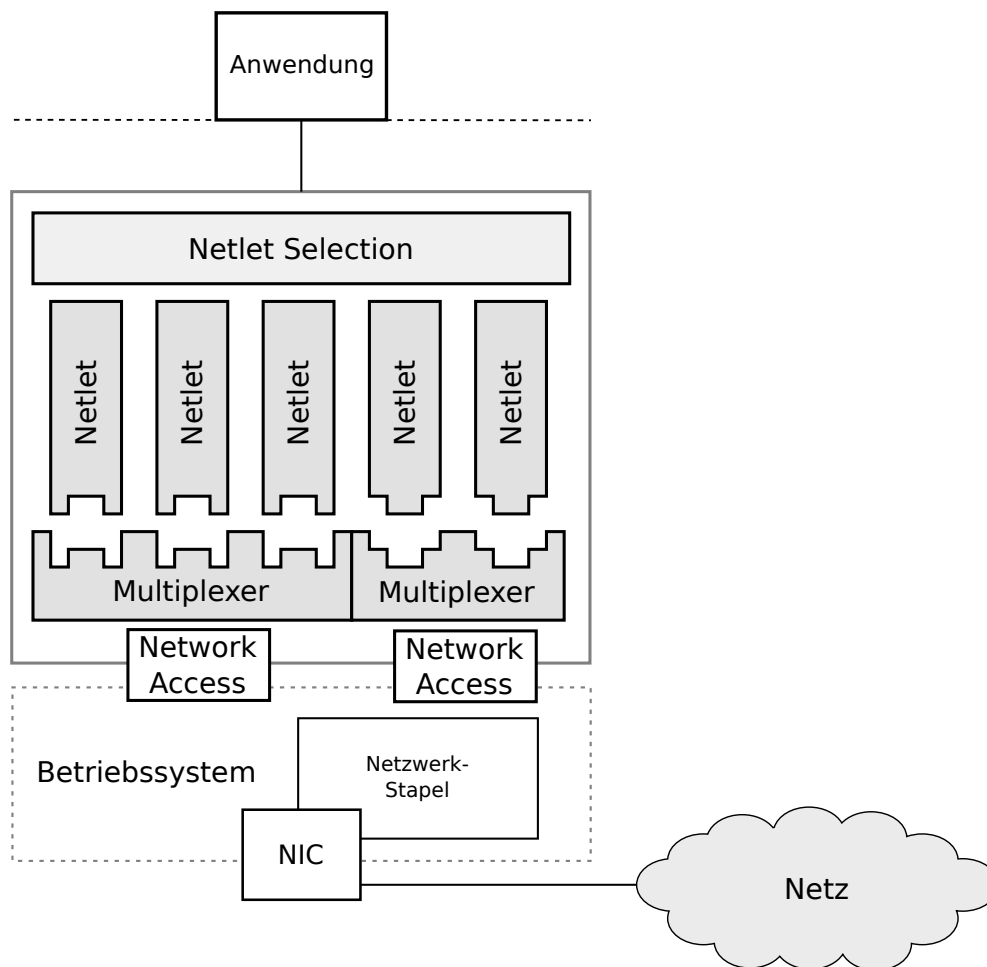 Anwendung
Netlet Selection
Netlet
Netlet
Netlet
Netlet
Netlet
Multiplexer
Multiplexer
Network
Access
Network
Access
Betriebssystem
Netzwerk-
Stapel
NIC
Netz